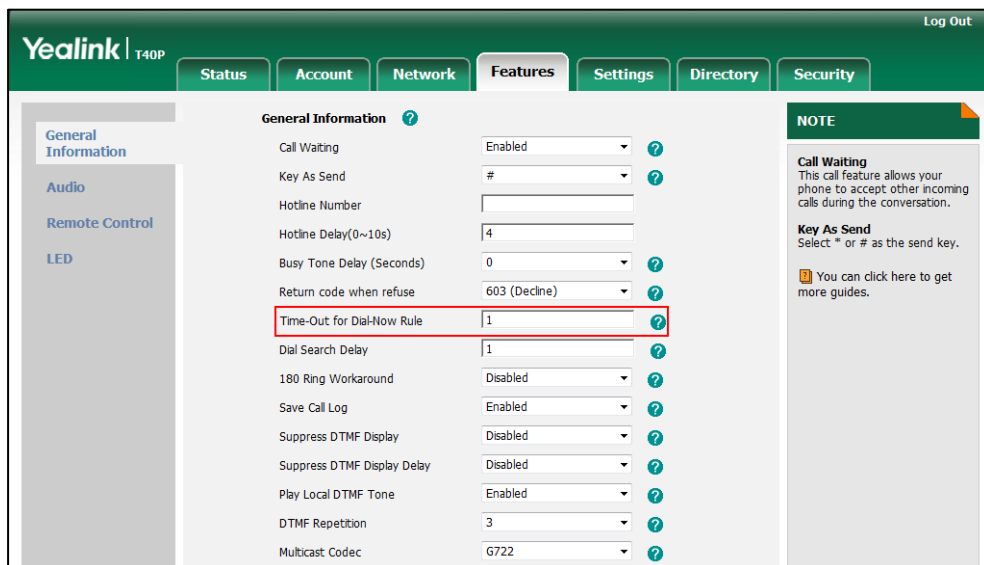 Log Out
Yealink | T40P
Status Account Network Features Settings Directory Security
General
Information
Audio
Remote Control
LED
General Information ?
Call Waiting Enabled ?
Key As Send # ?
Hotline Number
Hotline Delay(0~10s) 4
Busy Tone Delay (Seconds) 0 ?
Return code when refuse 603 (Decline) ?
Time-Out for Dial-Now Rule 1 ?
Dial Search Delay 1 ?
180 Ring Workaround Disabled ?
Save Call Log Enabled ?
Suppress DTMF Display Disabled ?
Suppress DTMF Display Delay Disabled ?
Play Local DTMF Tone Enabled ?
DTMF Repetition 3 ?
Multicast Codec G722 ?
NOTE
Call Waiting
This call feature allows your
phone to accept other incoming
calls during the conversation.
Key As Send
Select * or # as the send key.
? You can click here to get
more guides.